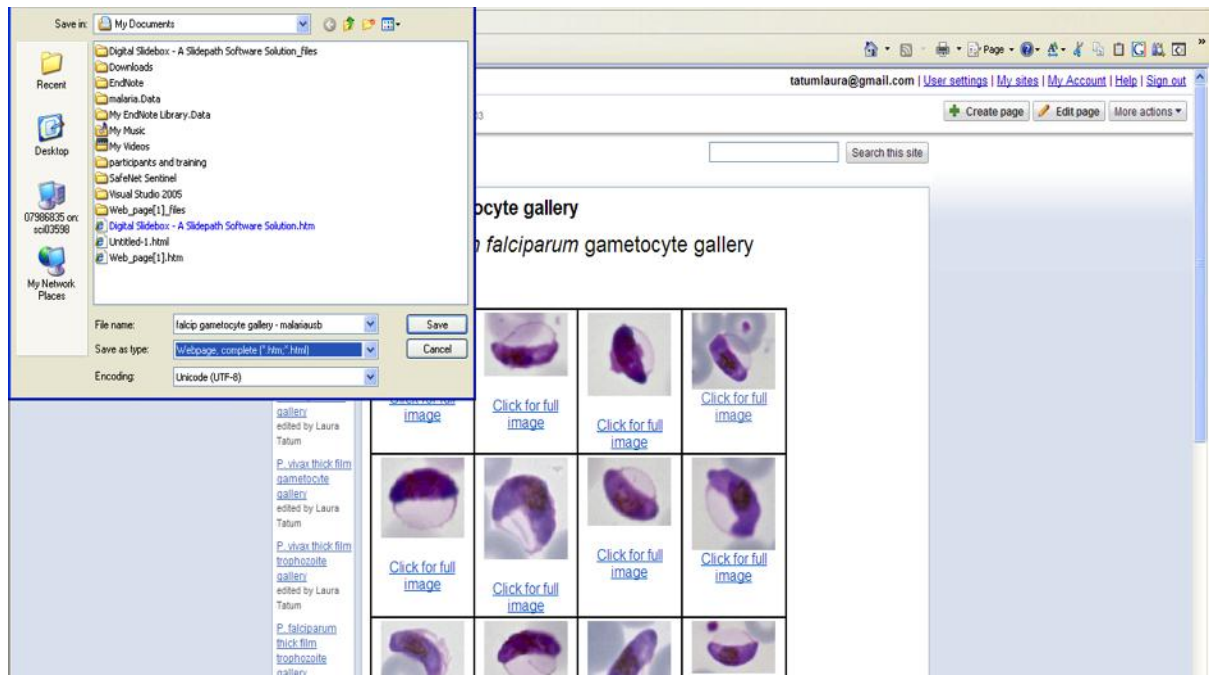 Save in: My Documents
Recent
Desktop
07986835 on:
sci03598
My Network
Places
Digital Slidebox - A Slidepath Software Solution_files
Downloads
EndNote
malaria.Data
My EndNote Library.Data
My Music
My Videos
participants and training
SafeNet Sentinel
Visual Studio 2005
Web_page[1]_files
Digital Slidebox - A Slidepath Software Solution.htm
Untitled-1.html
Web_page[1].htm
File name: falcip gametocyte gallery - malariausb Save
Save as type: Webpage, complete (*.htm;*.html) Cancel
Encoding: Unicode (UTF-8)
Page
tatumlaura@gmail.com | User settings | My sites | My Account | Help | Sign out
Create page Edit page More actions
Search this site
ocyte gallery
falciparum gametocyte gallery
gallery
edited by Laura
Tatum
P. vivax thick film
gametocyte
gallery
edited by Laura
Tatum
P. vivax thick film
trophozoite
gallery
edited by Laura
Tatum
P. falciparum
thick film
trophozoite
gallery
Click for full
image
Click for full
image
Click for full
image
Click for full
image
Click for full
image
Click for full
image
Click for full
image
Click for full
image